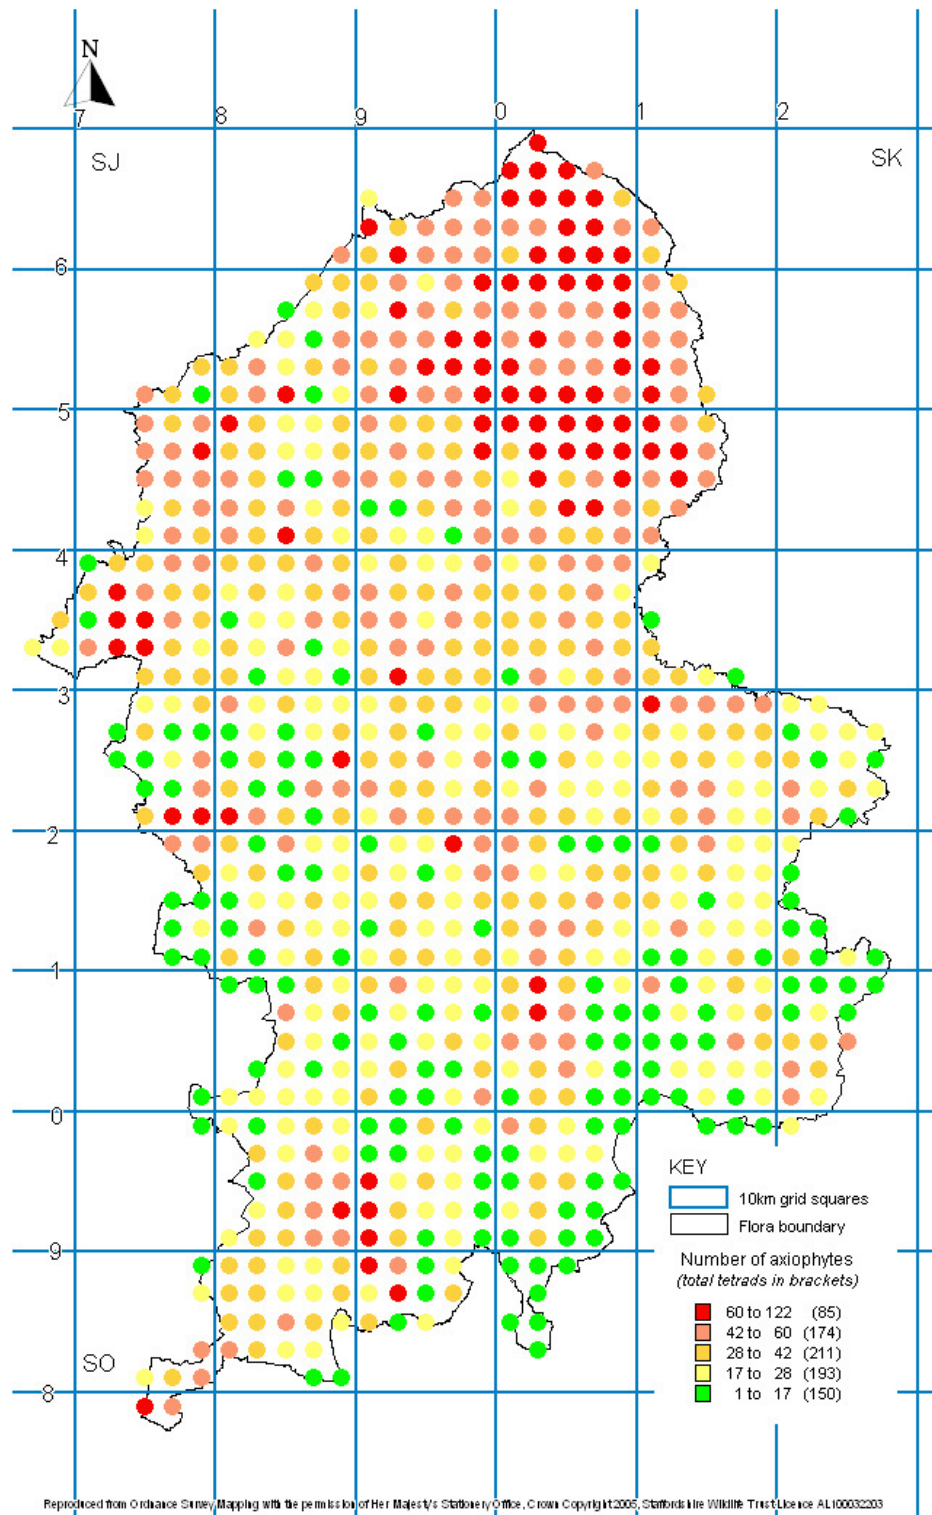 N
7 8 9 0 1 2
SJ SK
6
5
4
3
2
1
0
KEY
10km grid squares
Flora boundary
9
Number of axiophytes
(total tetrads in brackets)
60 to 122 (85)
42 to 60 (174)
SO 28 to 42 (211)
17 to 28 (193)
8 1 to 17 (150)
Reproduced from Ordnance Survey Mapping with the permission of Her Majesty's Stationery Office, Crown Copyright 2005, Staffordshire Wildlife Trust Licence AL100032203